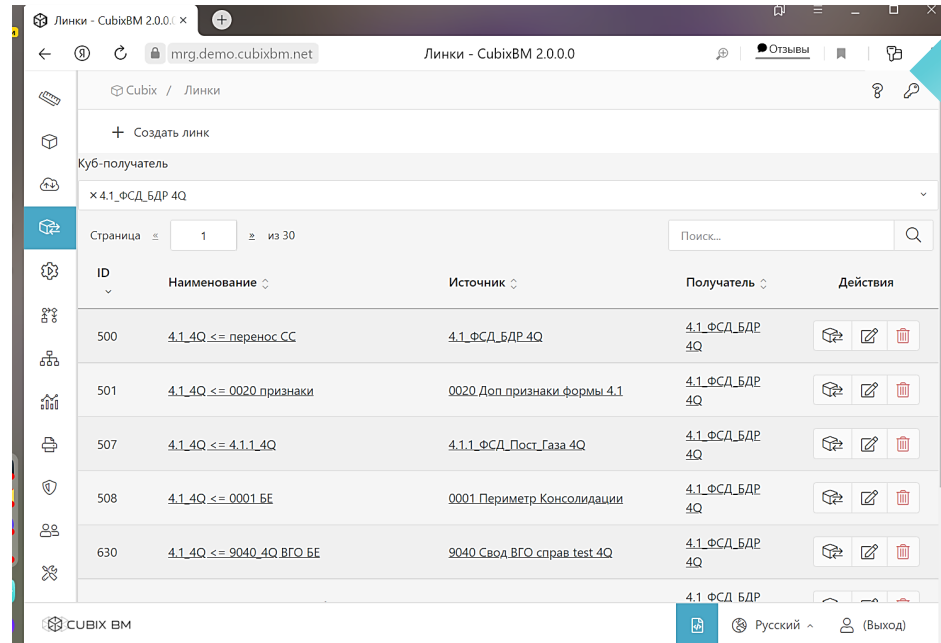 Линки - CubixBM 2.0.0.0
mrg.demo.cubixbm.net
Линки - CubixBM 2.0.0.0
Отзывы
Cubix / Линки
+ Создать линк
Куб-получатель
×4.1_ФСД_БДР 4Q
Страница « 1 » из 30
Поиск...
ID Наименование Источник Получатель Действия
500 4.1_4Q <= перенос СС 4.1_ФСД_БДР 4Q 4.1_ФСД_БДР 4Q
501 4.1_4Q <= 0020 признаки 0020 Доп признаки формы 4.1 4.1_ФСД_БДР 4Q
507 4.1_4Q <= 4.1.1_4Q 4.1.1_ФСД_Пост_Газа 4Q 4.1_ФСД_БДР 4Q
508 4.1_4Q <= 0001 БЕ 0001 Периметр Консолидации 4.1_ФСД_БДР 4Q
630 4.1_4Q <= 9040_4Q ВГО БЕ 9040 Свод ВГО справ test 4Q 4.1_ФСД_БДР 4Q
4.1_ФСД_БДР
CUBIX BM
Русский
(Выход)